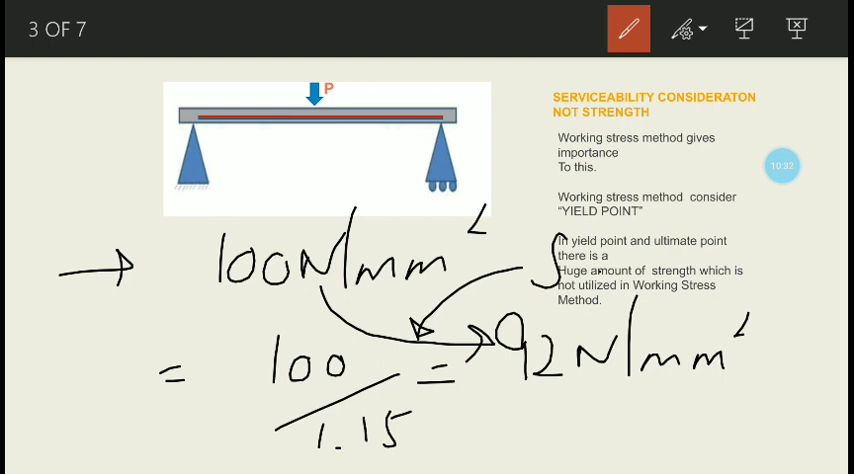 3 OF 7
P
SERVICEABILITY CONSIDERATON
NOT STRENGTH
Working stress method gives
importance
To this.
10:32
Working stress method consider
"YIELD POINT"
In yield point and ultimate point
there is a
Huge amount of strength which is
not utilized in Working Stress
Method.
→ 100N/mm²
= 100/1.15 = 92N/mm²